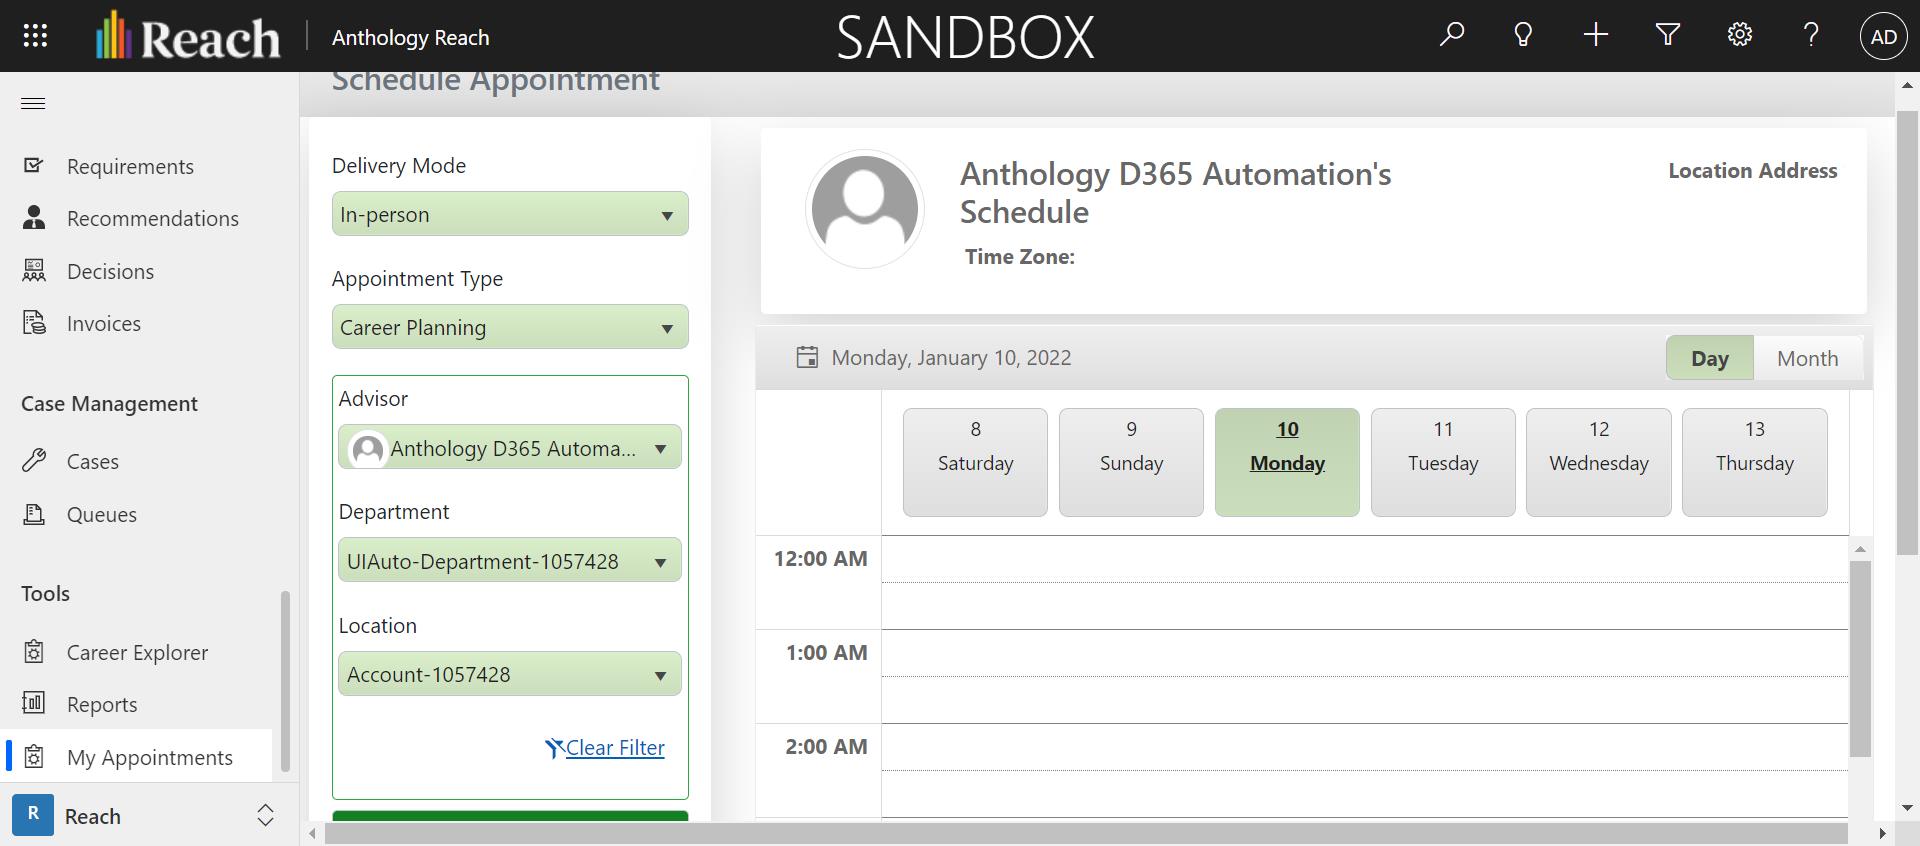 Reach
Anthology Reach
SANDBOX
AD
Requirements
Recommendations
Decisions
Invoices
Case Management
Cases
Queues
Tools
Career Explorer
Reports
My Appointments
R
Reach
Schedule Appointment
Delivery Mode
In-person
Appointment Type
Career Planning
Advisor
Anthology D365 Automa...
Department
UIAuto-Department-1057428
Location
Account-1057428
Clear Filter
Anthology D365 Automation's
Schedule
Time Zone:
Location Address
Monday, January 10, 2022
Day
Month
8
Saturday
9
Sunday
10
Monday
11
Tuesday
12
Wednesday
13
Thursday
12:00 AM
1:00 AM
2:00 AM